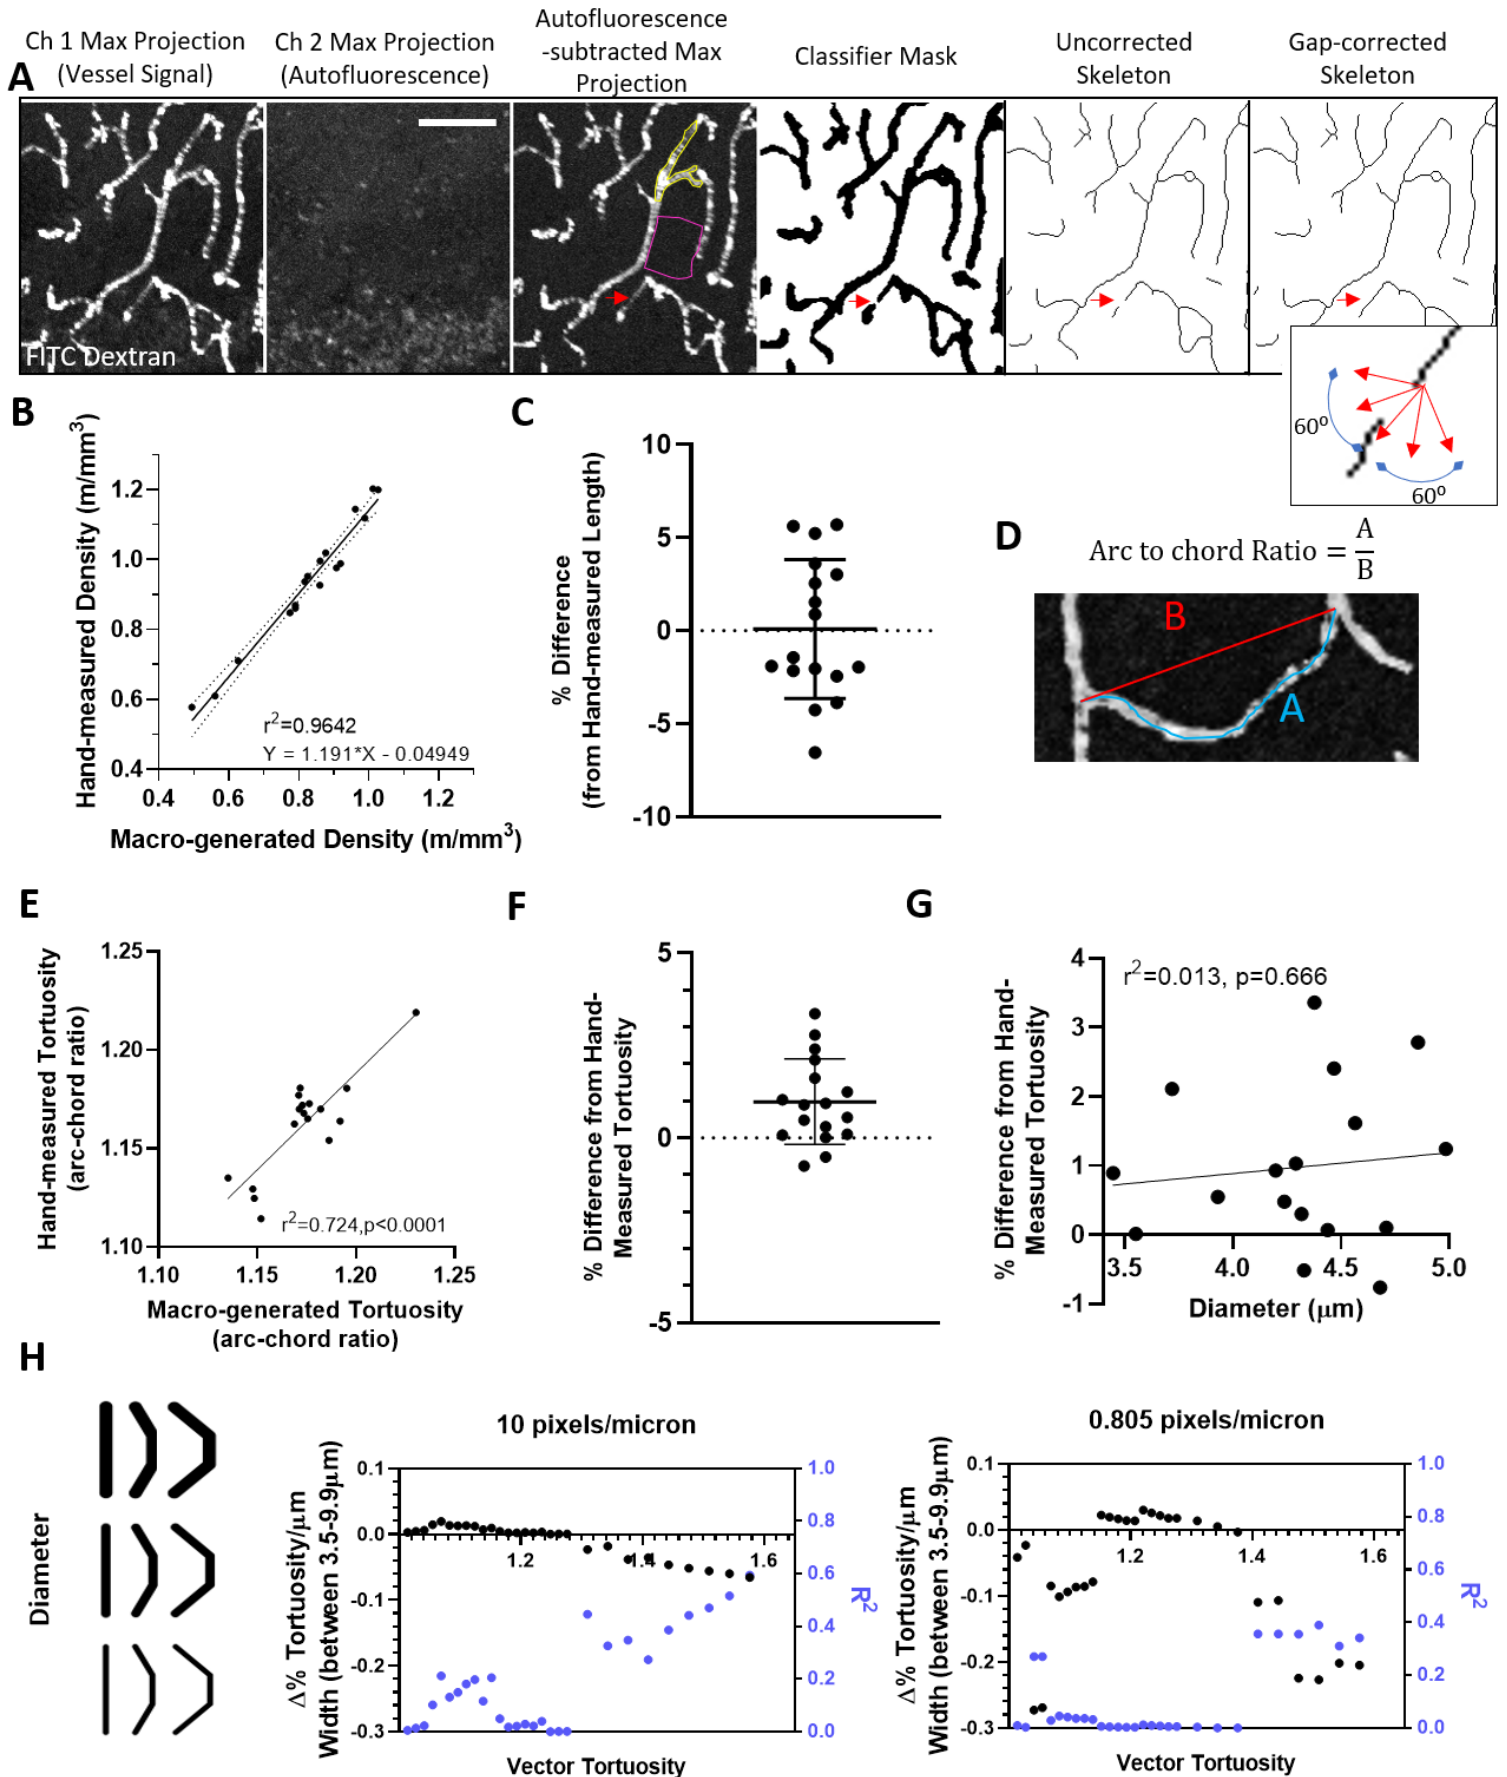 Ch 1 Max Projection
(Vessel Signal)
Ch 2 Max Projection
(Autofluorescence)
Autofluorescence
-subtracted Max
Projection
Classifier Mask
Uncorrected
Skeleton
Gap-corrected
Skeleton
A
FITC Dextran
60⁰
60⁰
B
Hand-measured Density (m/mm³)
1.2
1.0
0.8
0.6
0.4
r²=0.9642
Y = 1.191*X - 0.04949
0.4 0.6 0.8 1.0 1.2
Macro-generated Density (m/mm³)
C
% Difference
(from Hand-measured Length)
10
5
0
-5
-10
D
Arc to chord Ratio = A/B
B
A
E
Hand-measured Tortuosity
(arc-chord ratio)
1.25
1.20
1.15
1.10
r²=0.724,p<0.0001
1.10 1.15 1.20 1.25
Macro-generated Tortuosity
(arc-chord ratio)
F
% Difference from Hand-
Measured Tortuosity
5
0
-5
G
% Difference from Hand-
Measured Tortuosity
4
3
2
1
0
-1
r²=0.013, p=0.666
3.5 4.0 4.5 5.0
Diameter (µm)
H
Diameter
10 pixels/micron
Δ% Tortuosity/µm
Width (between 3.5-9.9µm)
0.1
0.0
-0.1
-0.2
-0.3
1.2 1.4 1.6
1.0
0.8
0.6
0.4
0.2
0.0
R²
Vector Tortuosity
0.805 pixels/micron
Δ% Tortuosity/µm
Width (between 3.5-9.9µm)
0.1
0.0
-0.1
-0.2
-0.3
1.2 1.4 1.6
1.0
0.8
0.6
0.4
0.2
0.0
R²
Vector Tortuosity